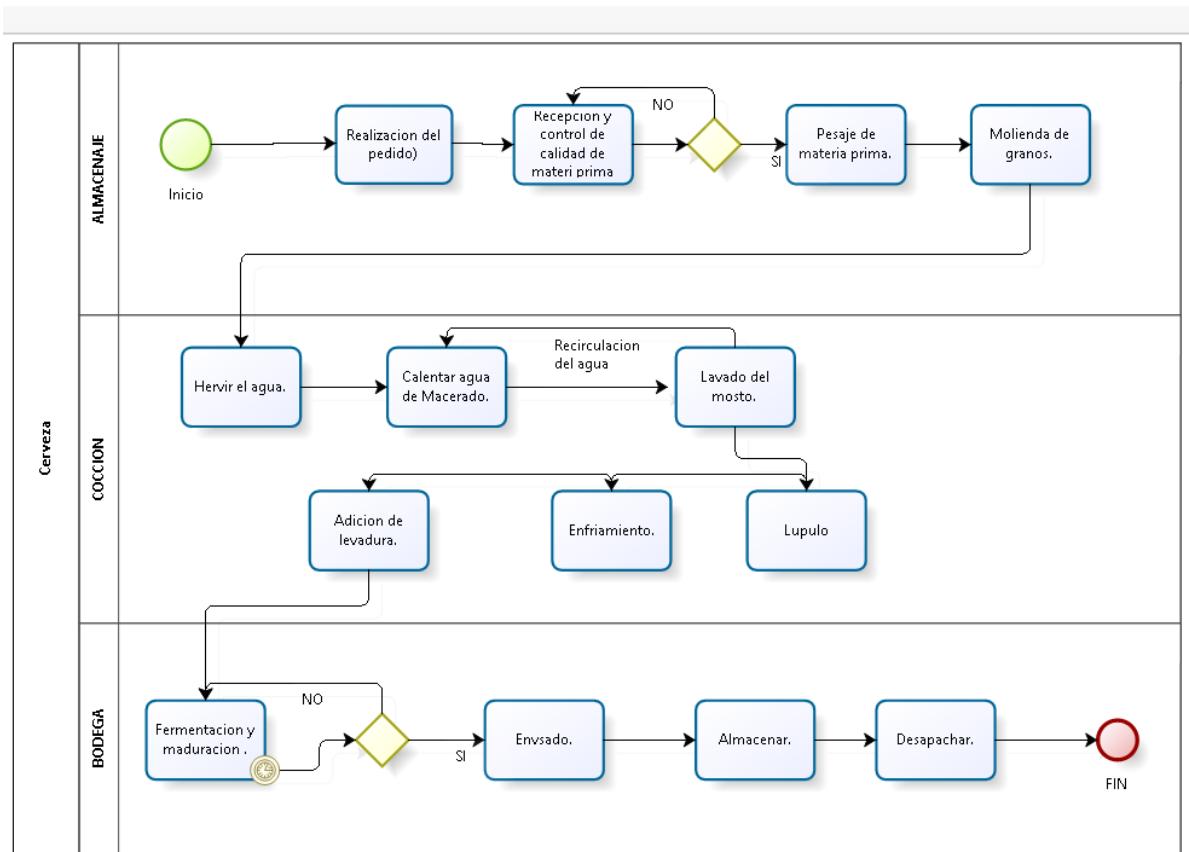 Cerveza
ALMACENAJE
Inicio
Realizacion del
pedido)
Recepcion y
control de
calidad de
materi prima
NO
SI
Pesaje de
materia prima.
Molienda de
granos.
COCCION
Hervir el agua.
Calentar agua
de Macerado.
Recirculacion
del agua
Lavado del
mosto.
Adicion de
levadura.
Enfriamiento.
Lupulo
BODEGA
Fermentacion y
maduracion .
NO
SI
Envsado.
Almacenar.
Desapachar.
FIN